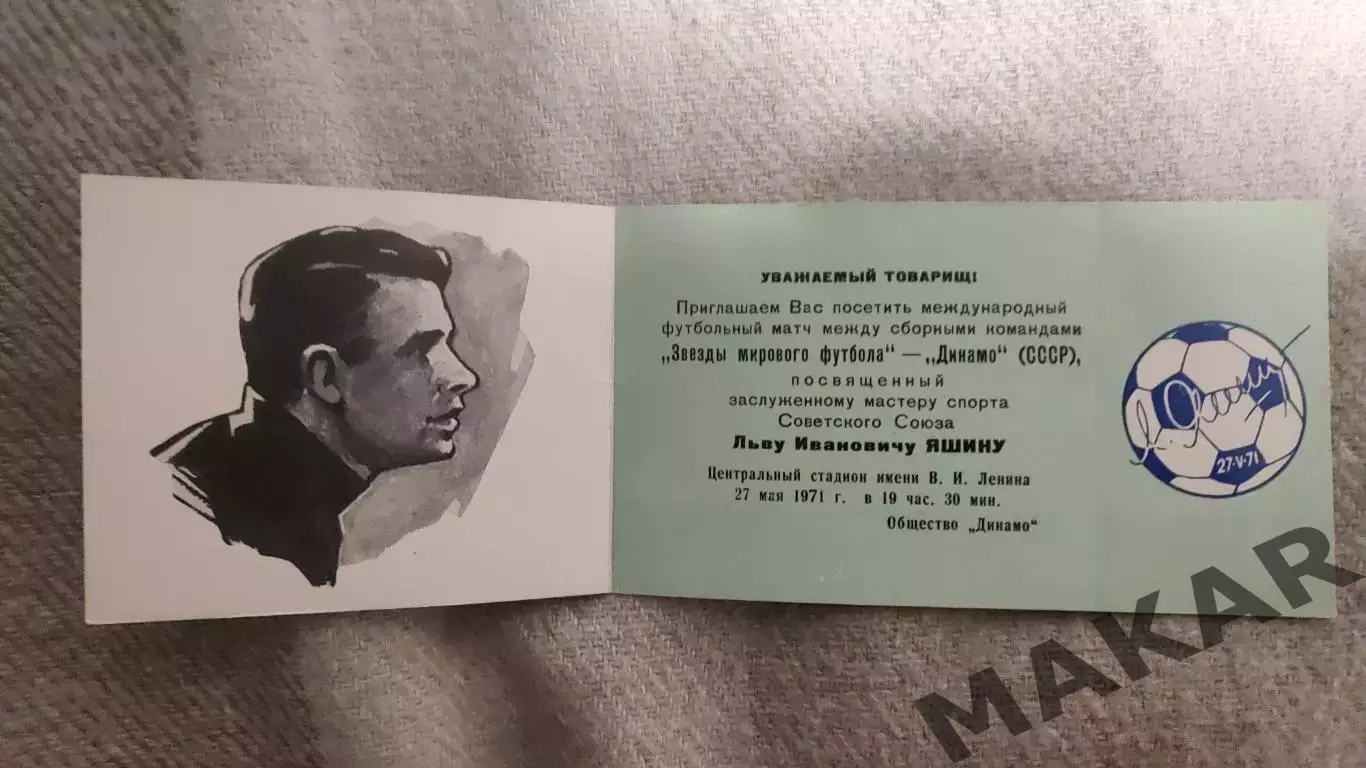 УВАЖАЕМЫЙ ТОВАРИЩ!
Приглашаем Вас посетить международный
футбольный матч между сборными командами
„Звезды мирового футбола“ — „Динамо“ (СССР),
посвященный
заслуженному мастеру спорта
Советского Союза
Льву Ивановичу ЯШИНУ
Центральный стадион имени В. И. Ленина
27 мая 1971 г. в 19 час. 30 мин.
Общество „Динамо“
27·V·71
MAKAR